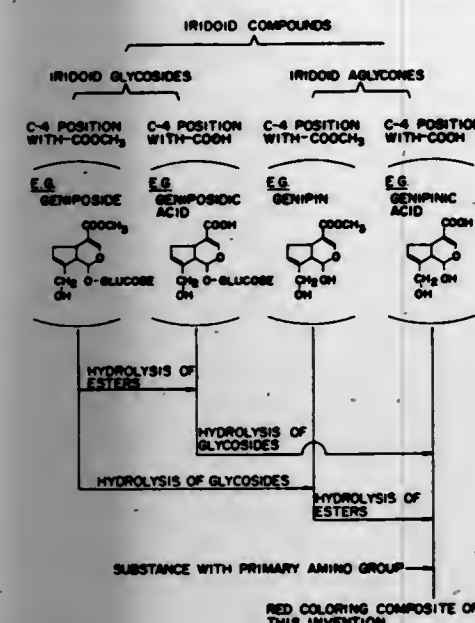 IRIDOID COMPOUNDS
IRIDOID GLYCOSIDES IRIDOID AGLYCONES
C-4 POSITION C-4 POSITION C-4 POSITION C-4 POSITION
WITH-COOCH₃ WITH-COOH WITH-COOCH₃ WITH-COOH
E.G. E.G. E.G. E.G.
GENIPOSIDE GENIPOSIDIC GENIPIN GENIPINIC
ACID ACID
COOCH₃ COOH COOCH₃ COOH
O O O O
CH₂ O-GLUCOSE CH₂ O-GLUCOSE CH₂ OH CH₂ OH
OH OH OH OH
HYDROLYSIS OF
ESTERS
HYDROLYSIS OF
GLYCOSIDES
HYDROLYSIS OF GLYCOSIDES
HYDROLYSIS OF
ESTERS
SUBSTANCE WITH PRIMARY AMINO GROUP
RED COLORING COMPOSITE OF
THIS INVENTION